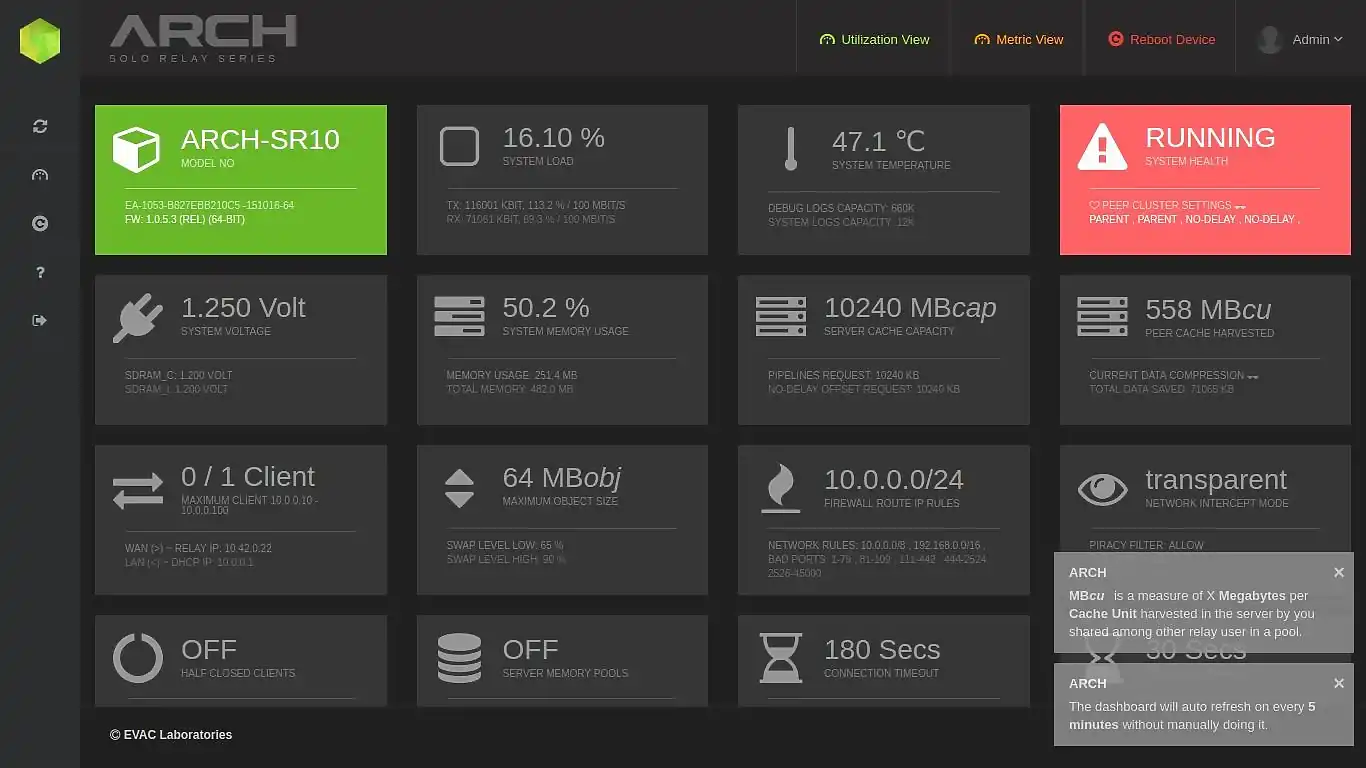 ARCH
SOLO RELAY SERIES
Utilization View
Metric View
Reboot Device
Admin
ARCH-SR10
MODEL NO
EA-1053-B827EBB210C5 -151016-64
FW: 1.0.5.3 (REL) (64-BIT)
16.10 %
SYSTEM LOAD
TX: 116001 KBIT, 113.2 % / 100 MBIT/S
RX: 71061 KBIT, 69.3 % / 100 MBIT/S
47.1 ℃
SYSTEM TEMPERATURE
DEBUG LOGS CAPACITY: 660K
SYSTEM LOGS CAPACITY: 12K
RUNNING
SYSTEM HEALTH
PEER CLUSTER SETTINGS
PARENT , PARENT , NO-DELAY , NO-DELAY ,
1.250 Volt
SYSTEM VOLTAGE
SDRAM_C: 1.200 VOLT
SDRAM_I: 1.200 VOLT
50.2 %
SYSTEM MEMORY USAGE
MEMORY USAGE: 251.4 MB
TOTAL MEMORY: 482.0 MB
10240 MBcap
SERVER CACHE CAPACITY
PIPELINES REQUEST: 10240 KB
NO-DELAY OFFSET REQUEST: 10240 KB
558 MBcu
PEER CACHE HARVESTED
CURRENT DATA COMPRESSION
TOTAL DATA SAVED: 71065 KB
0 / 1 Client
MAXIMUM CLIENT 10.0.0.10 -
10.0.0.100
WAN (>) ~ RELAY IP: 10.42.0.22
LAN (<) ~ DHCP IP: 10.0.0.1
64 MBobj
MAXIMUM OBJECT SIZE
SWAP LEVEL LOW: 65 %
SWAP LEVEL HIGH: 90 %
10.0.0.0/24
FIREWALL ROUTE IP RULES
NETWORK RULES: 10.0.0.0/8 , 192.168.0.0/16 ,
BAD PORTS: 1-79 , 81-109 , 111-442 , 444-2524 ,
2526-45000
transparent
NETWORK INTERCEPT MODE
PIRACY FILTER: ALLOW
OFF
HALF CLOSED CLIENTS
OFF
SERVER MEMORY POOLS
180 Secs
CONNECTION TIMEOUT
30 Secs
ARCH
MBcu is a measure of X Megabytes per
Cache Unit harvested in the server by you
shared among other relay user in a pool.
ARCH
The dashboard will auto refresh on every 5
minutes without manually doing it.
© EVAC Laboratories